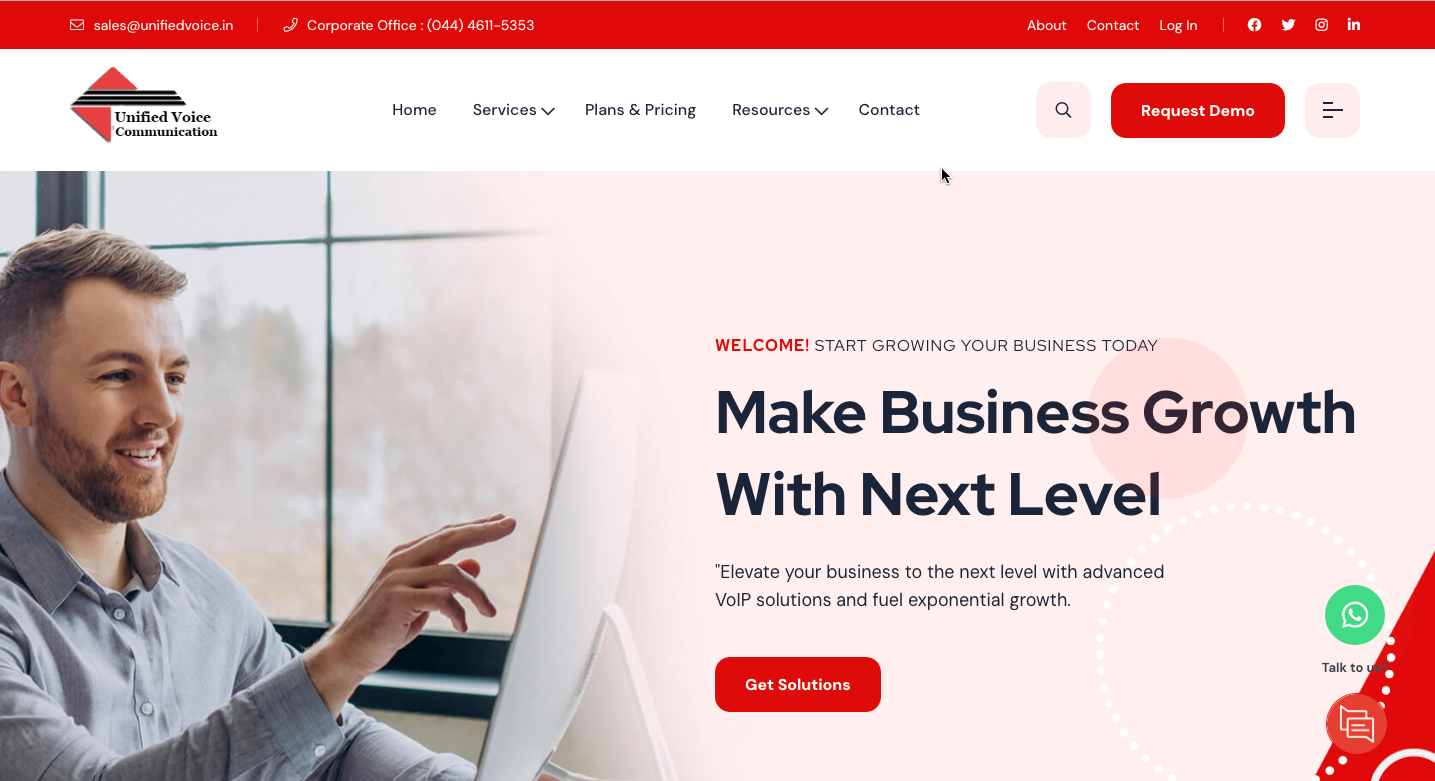 sales@unifiedvoice.in
Corporate Office : (044) 4611-5353
About
Contact
Log In
Unified Voice
Communication
Home
Services
Plans & Pricing
Resources
Contact
Request Demo
WELCOME! START GROWING YOUR BUSINESS TODAY
Make Business Growth
With Next Level
"Elevate your business to the next level with advanced
VoIP solutions and fuel exponential growth.
Get Solutions
Talk to us?